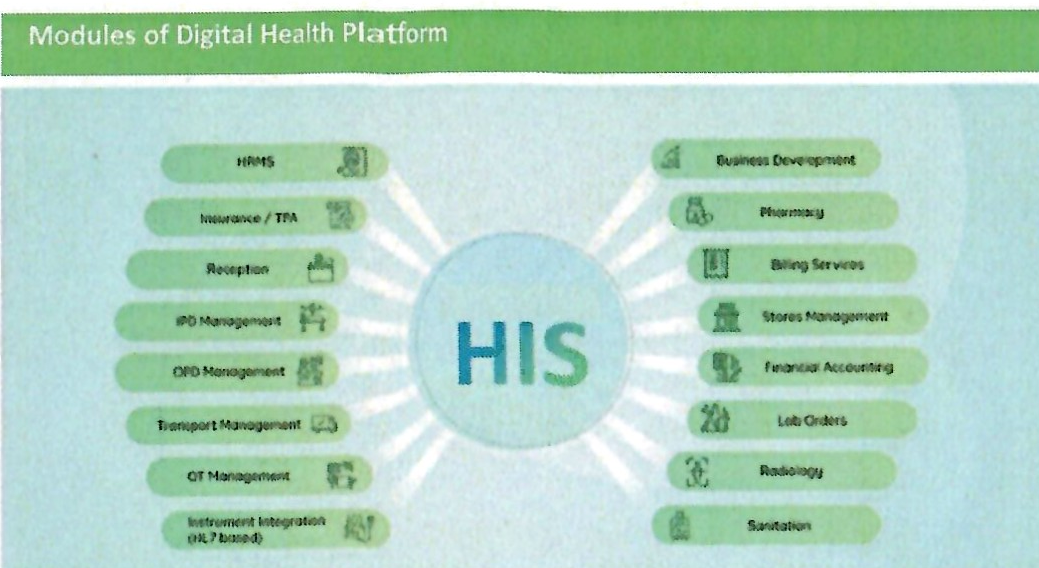 Modules of Digital Health Platform
HRMS
Insurance / TPA
Reception
IPD Management
OPD Management
Transport Management
OT Management
Instrument Integration
(HL7 based)
HIS
Business Development
Pharmacy
Billing Services
Stores Management
Financial Accounting
Lab Orders
Radiology
Sanitation